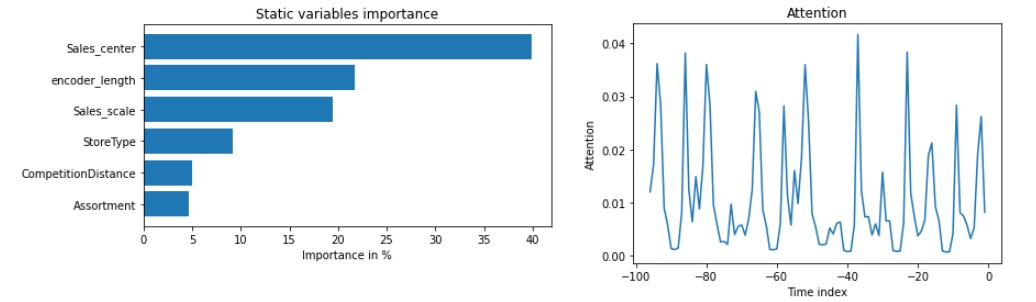 Static variables importance
Sales_center
encoder_length
Sales_scale
StoreType
CompetitionDistance
Assortment
0 5 10 15 20 25 30 35 40
Importance in %
Attention
0.04
0.03
0.02
0.01
0.00
Attention
−100 −80 −60 −40 −20 0
Time index